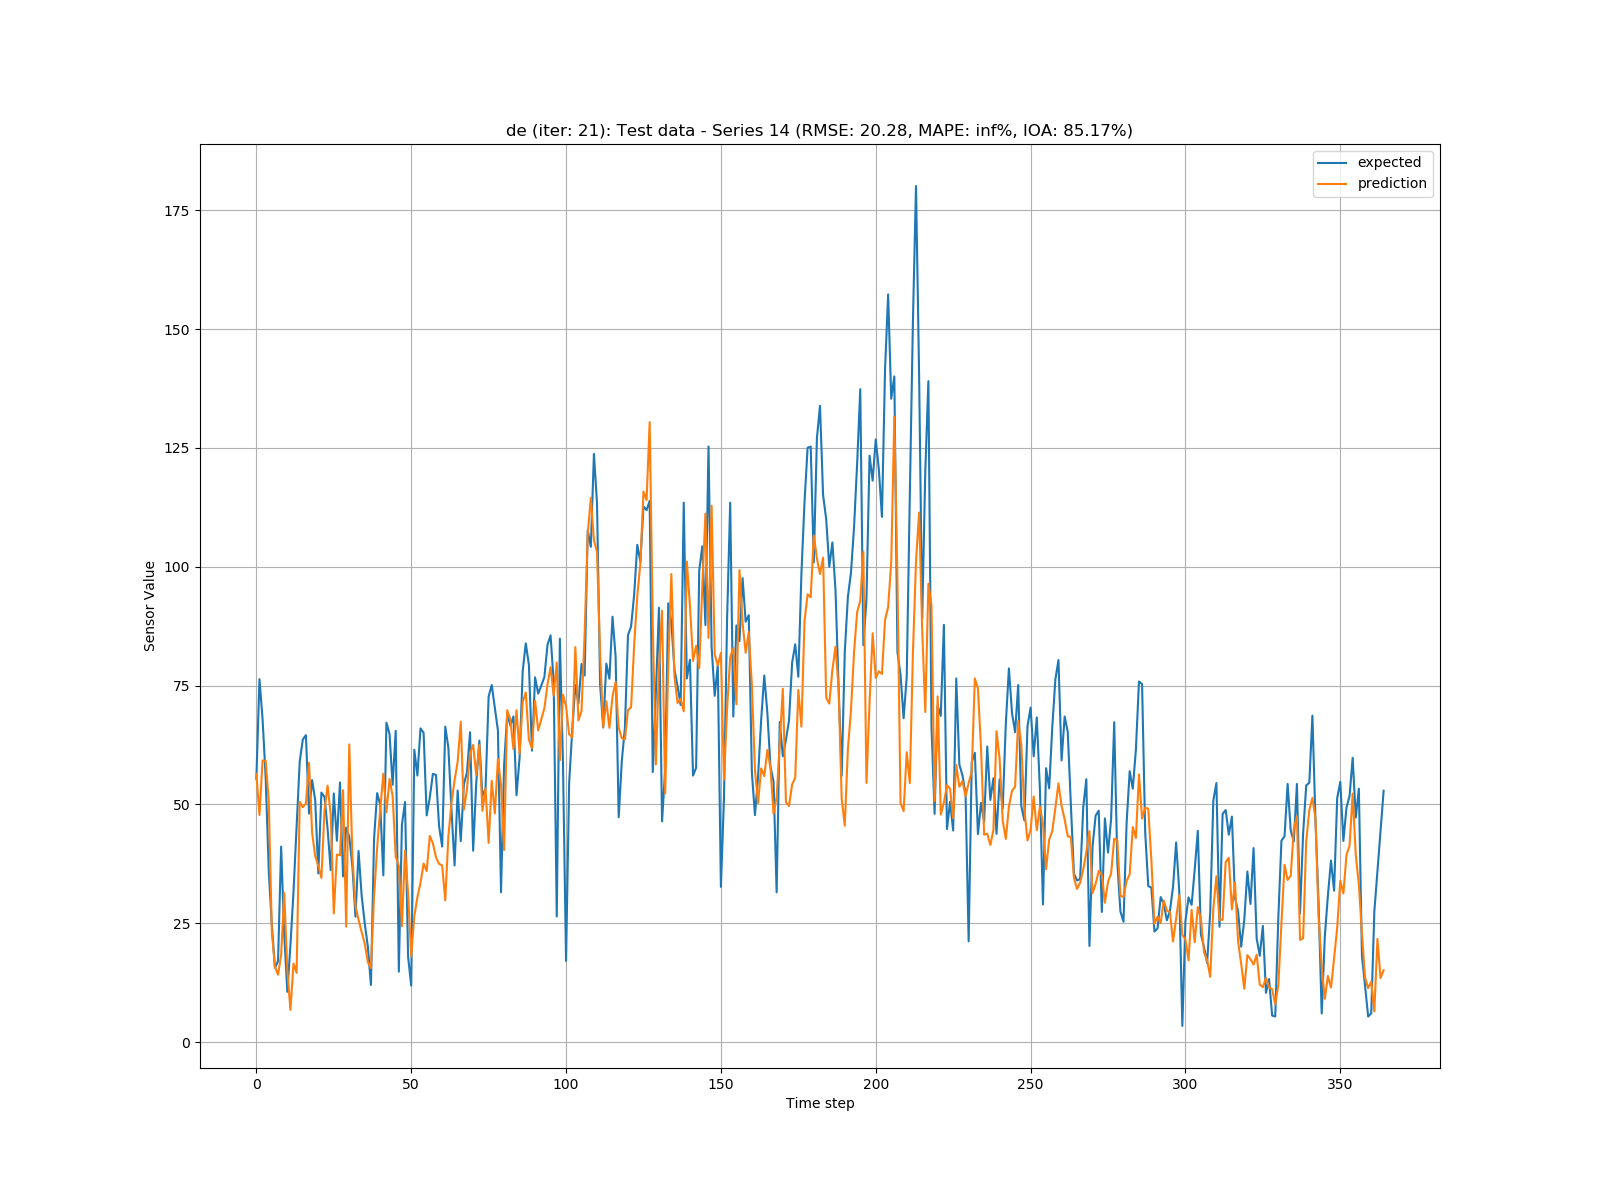 de (iter: 21): Test data - Series 14 (RMSE: 20.28, MAPE: inf%, IOA: 85.17%)
expected
prediction
175
150
125
100
75
50
25
0
Sensor Value
0 50 100 150 200 250 300 350
Time step